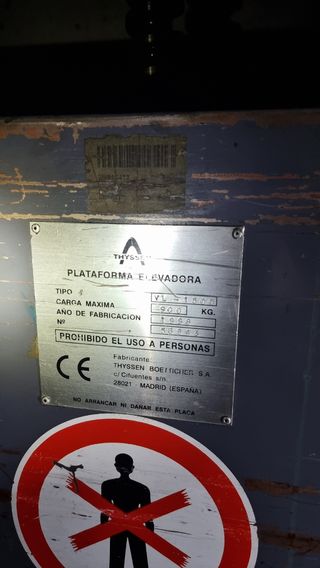 THYSSEN
PLATAFORMA ELEVADORA
TIPO
CARGA MAXIMA 900 KG.
AÑO DE FABRICACION 1998
Nº
PROHIBIDO EL USO A PERSONAS
CE
Fabricante:
THYSSEN BOETTICHER S.A
c/Cifuentes s/n
28021 MADRID (ESPAÑA)
NO ARRANCAR NI DAÑAR ESTA PLACA